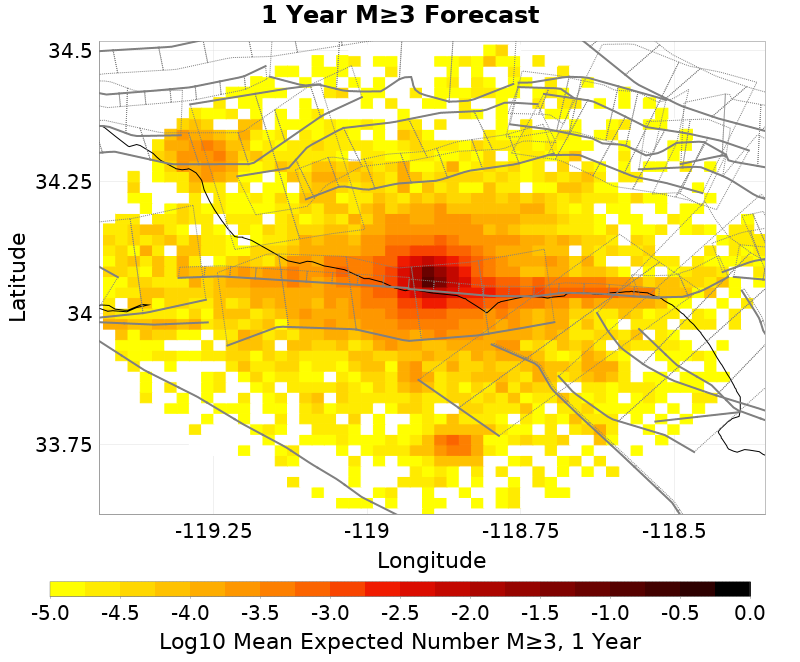 1 Year M≥3 Forecast
34.5
34.25
34
33.75
Latitude
-119.25 -119 -118.75 -118.5
Longitude
-5.0 -4.5 -4.0 -3.5 -3.0 -2.5 -2.0 -1.5 -1.0 -0.5 0.0
Log10 Mean Expected Number M≥3, 1 Year